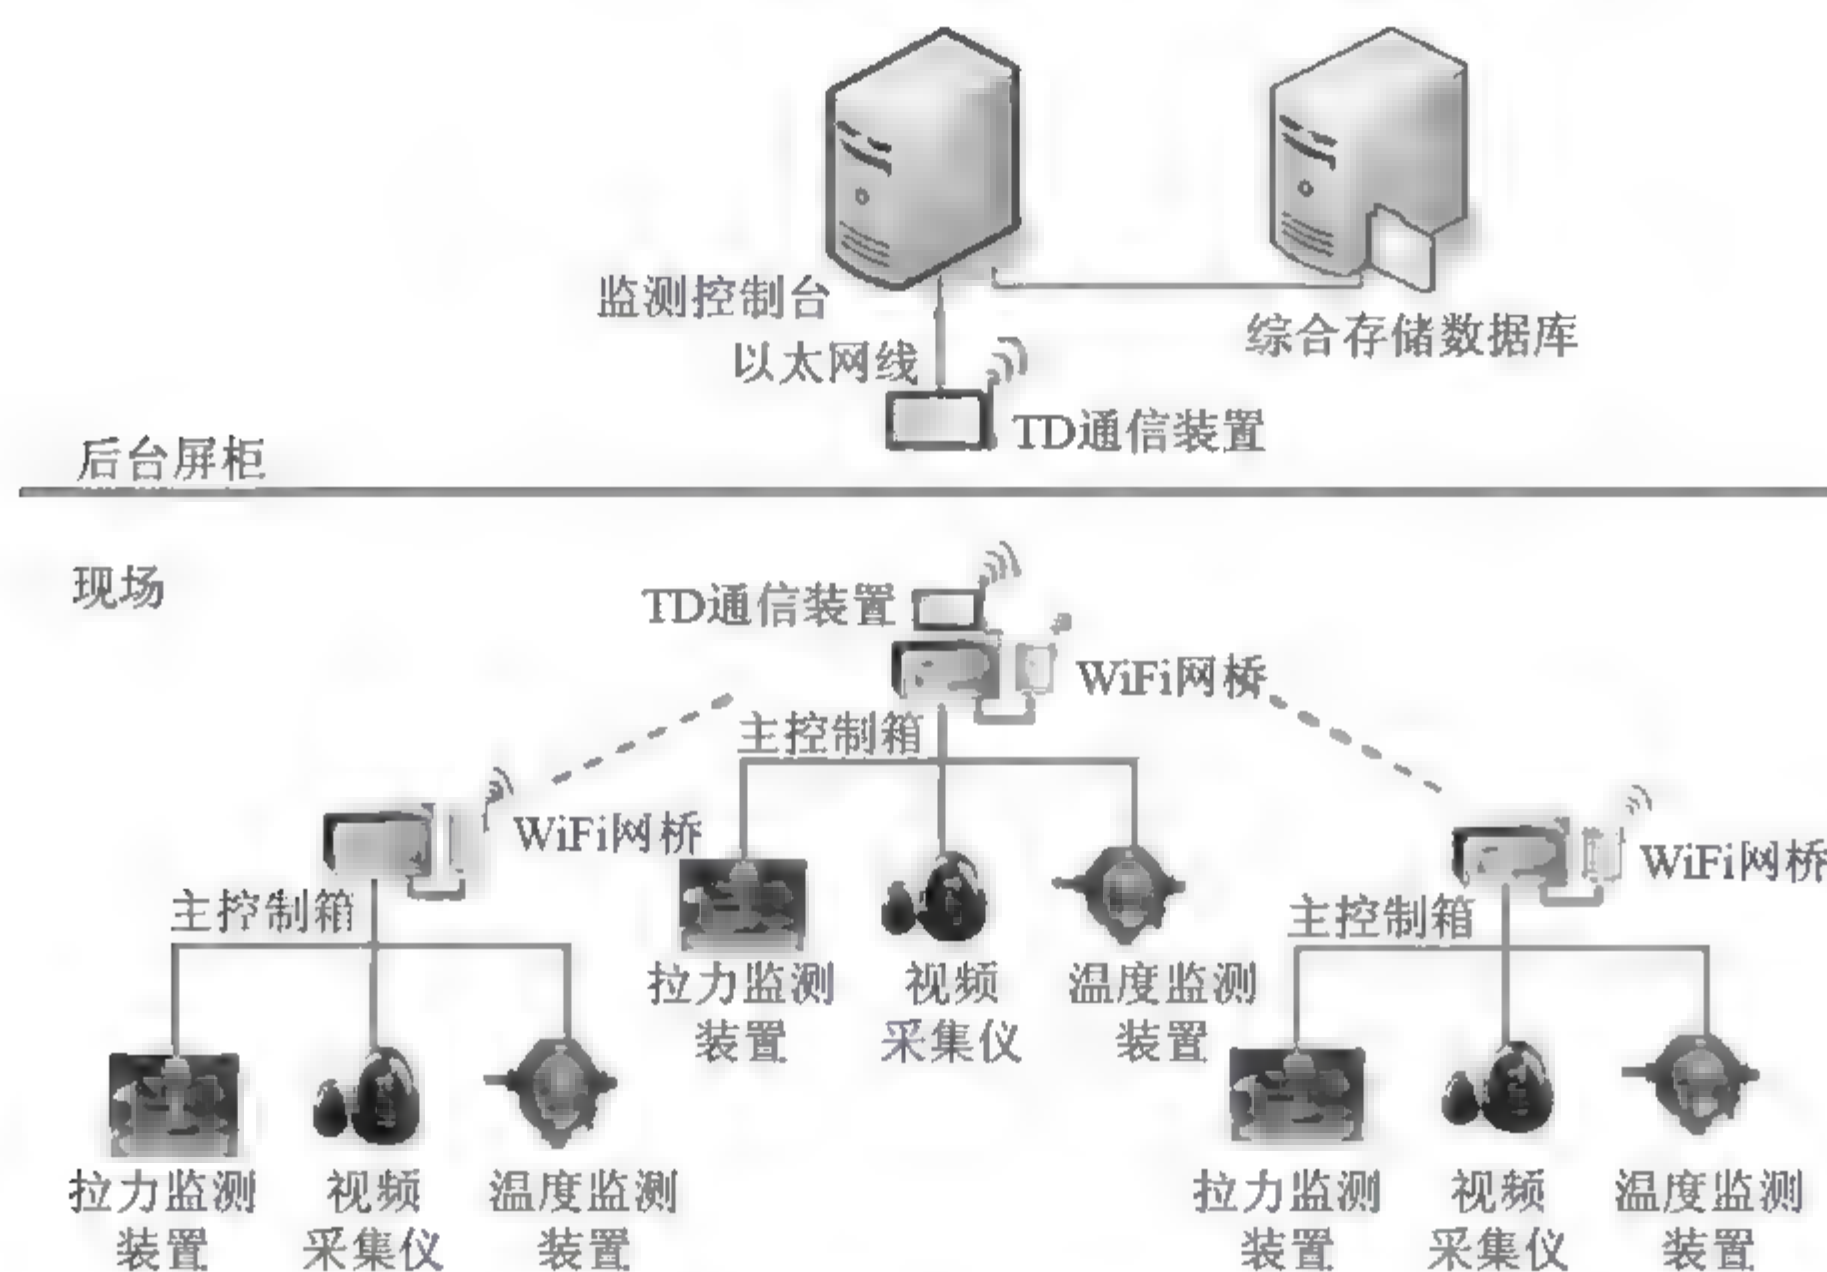 监测控制台
以太网线
综合存储数据库
TD通信装置
后台屏柜
现场
TD通信装置
WiFi网桥
主控制箱
WiFi网桥
WiFi网桥
主控制箱
主控制箱
拉力监测
装置
视频
采集仪
温度监测
装置
拉力监测
装置
视频
采集仪
温度监测
装置
拉力监测
装置
视频
采集仪
温度监测
装置